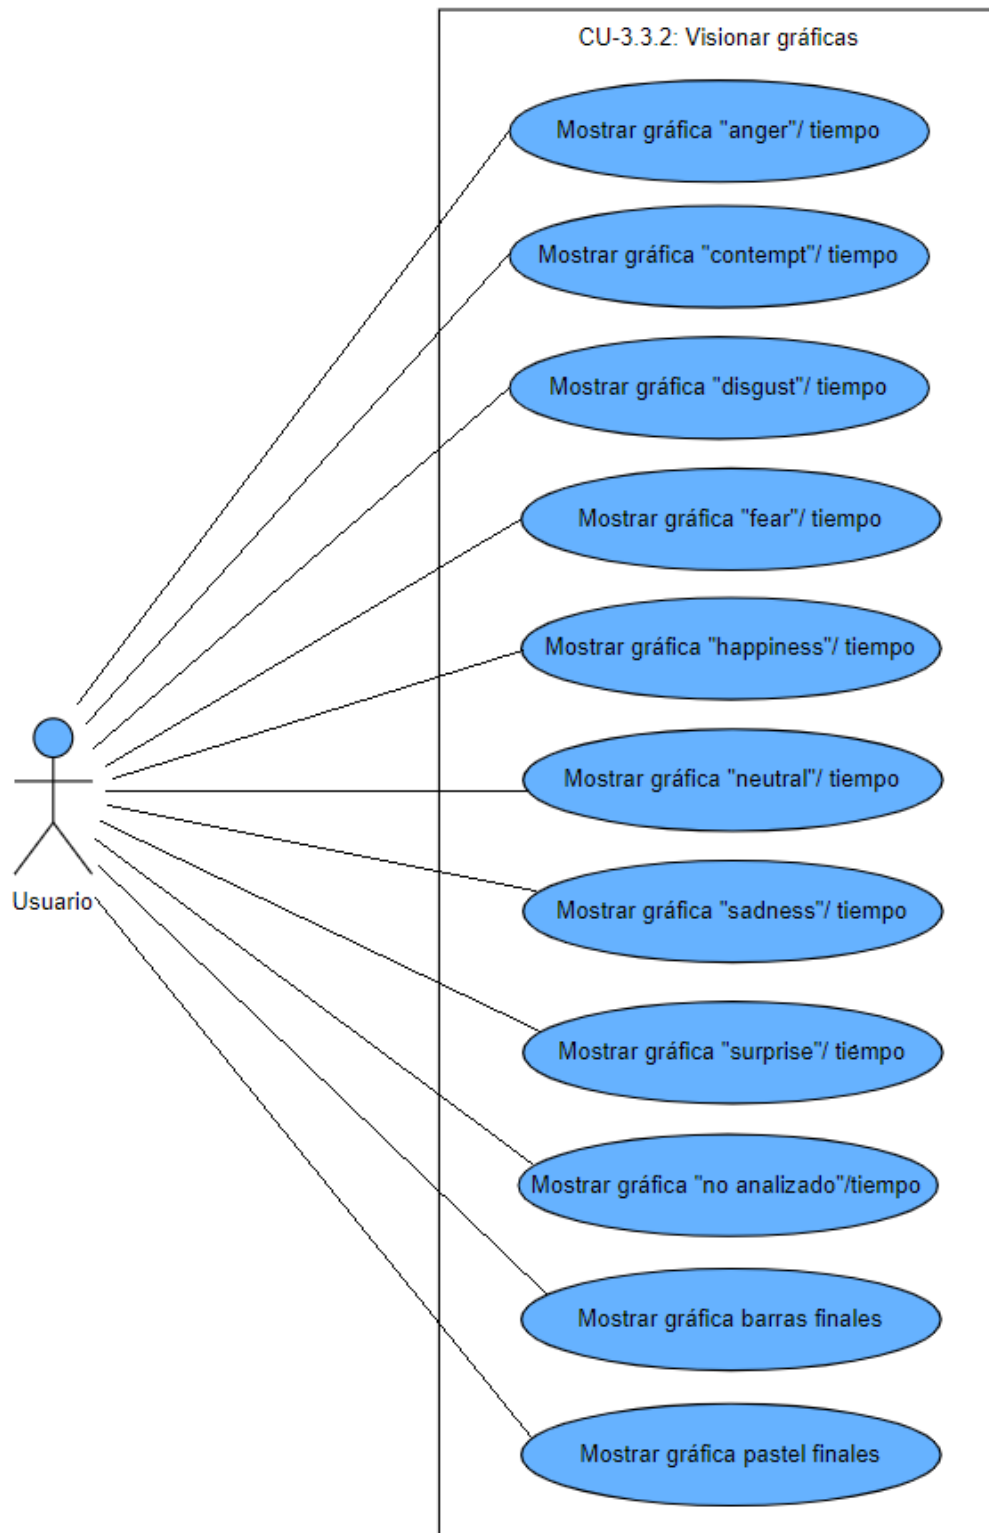 CU-3.3.2: Visionar gráficas
Mostrar gráfica "anger"/ tiempo
Mostrar gráfica "contempt"/ tiempo
Mostrar gráfica "disgust"/ tiempo
Mostrar gráfica "fear"/ tiempo
Mostrar gráfica "happiness"/ tiempo
Mostrar gráfica "neutral"/ tiempo
Mostrar gráfica "sadness"/ tiempo
Mostrar gráfica "surprise"/ tiempo
Mostrar gráfica "no analizado"/tiempo
Mostrar gráfica barras finales
Mostrar gráfica pastel finales
Usuario